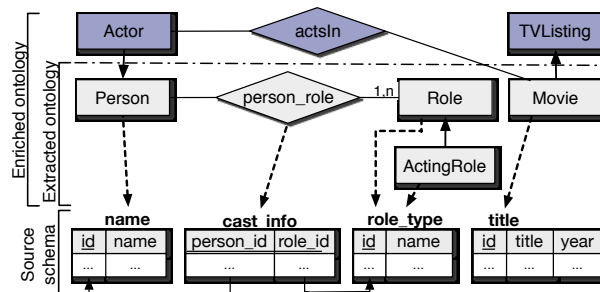 Enriched ontology
Extracted ontology
Source schema
Actor
actsIn
TVListing
Person
person_role
1,n
Role
Movie
ActingRole
name
cast_info
role_type
title
id name
person_id role_id
id name
id title year
... ...
... ...
... ...
... ... ...